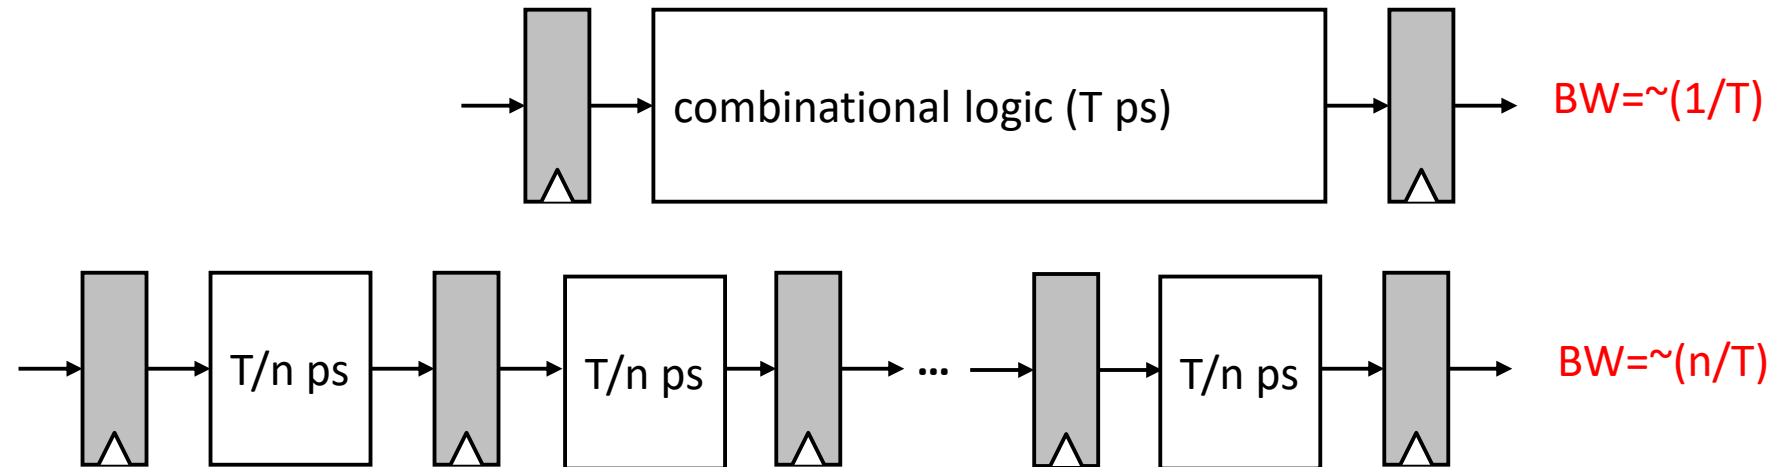 combinational logic (T ps)
BW=~(1/T)
T/n ps
T/n ps
...
T/n ps
BW=~(n/T)